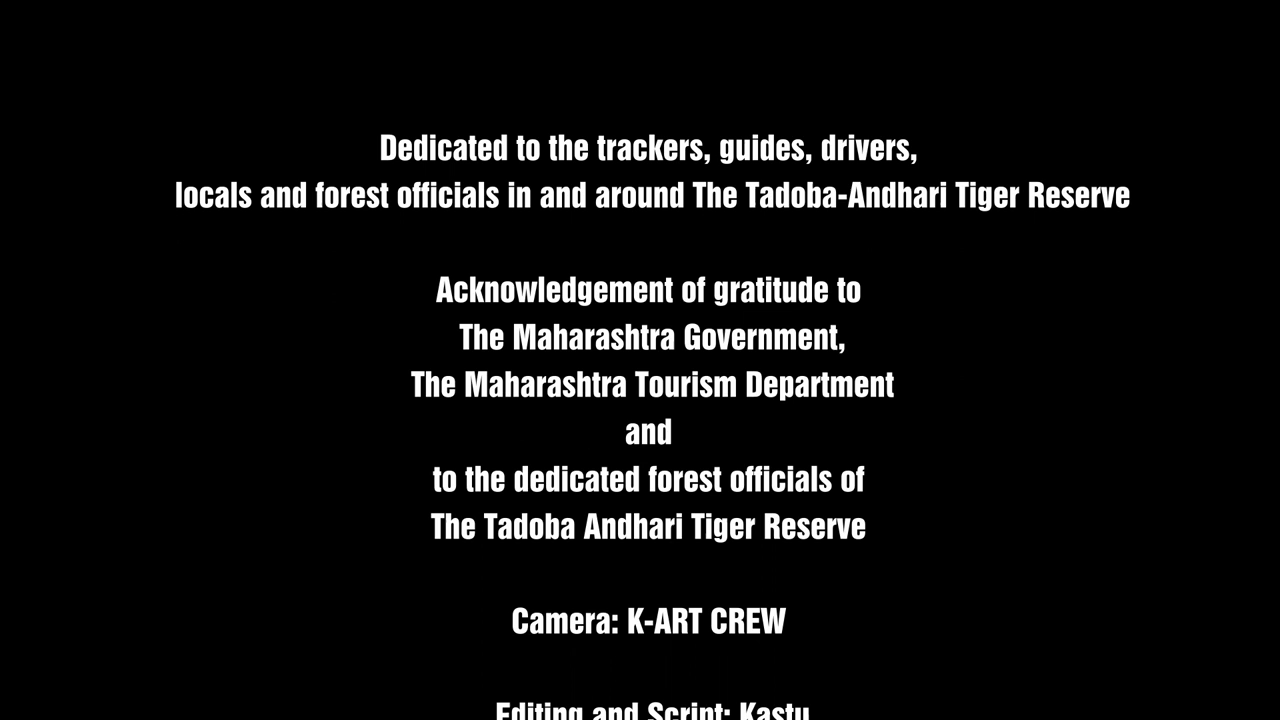 Dedicated to the trackers, guides, drivers,
locals and forest officials in and around The Tadoba-Andhari Tiger Reserve
Acknowledgement of gratitude to
The Maharashtra Government,
The Maharashtra Tourism Department
and
to the dedicated forest officials of
The Tadoba Andhari Tiger Reserve
Camera: K-ART CREW
Editing and Script: Kastu